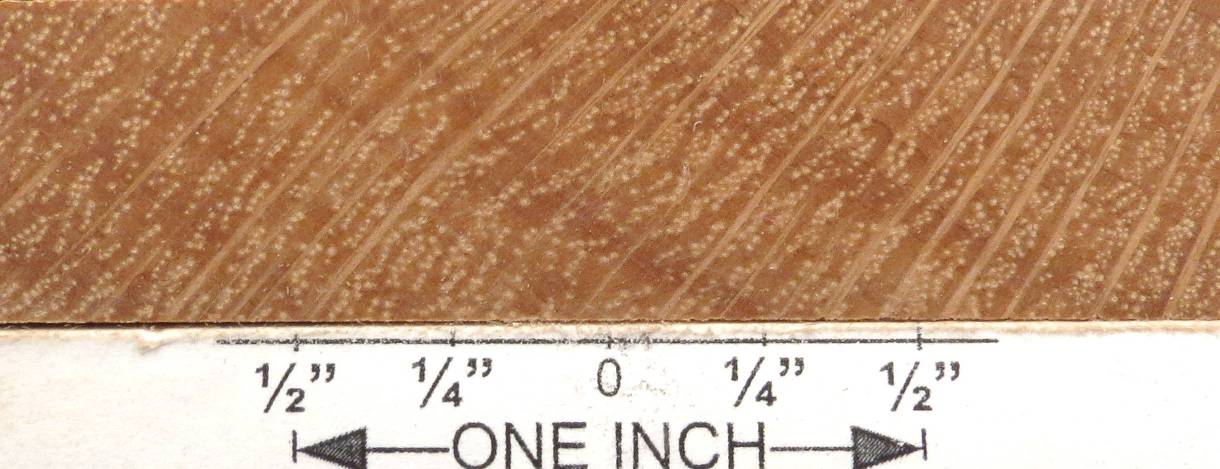 ½” ¼” 0 ¼” ½”
ONE INCH